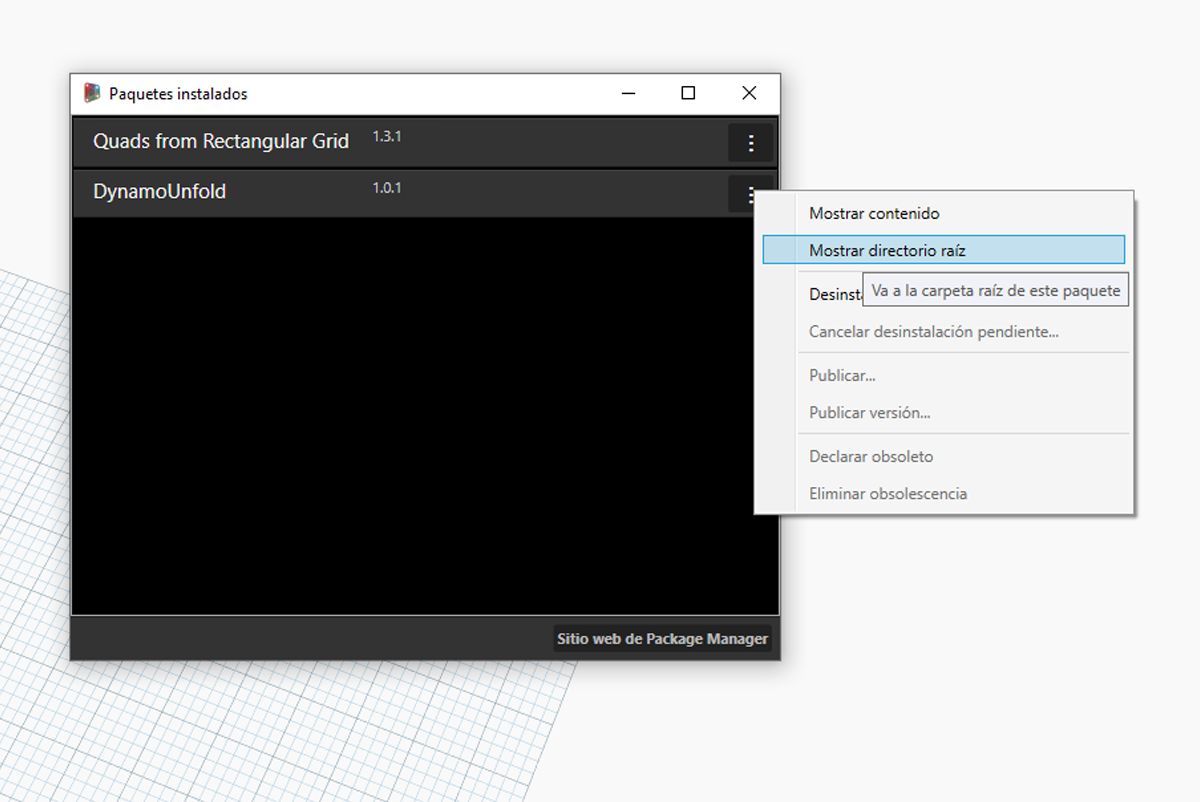 Paquetes instalados
Quads from Rectangular Grid 1.3.1
DynamoUnfold 1.0.1
Mostrar contenido
Mostrar directorio raíz
Va a la carpeta raíz de este paquete
Cancelar desinstalación pendiente...
Publicar...
Publicar versión...
Declarar obsoleto
Eliminar obsolescencia
Sitio web de Package Manager